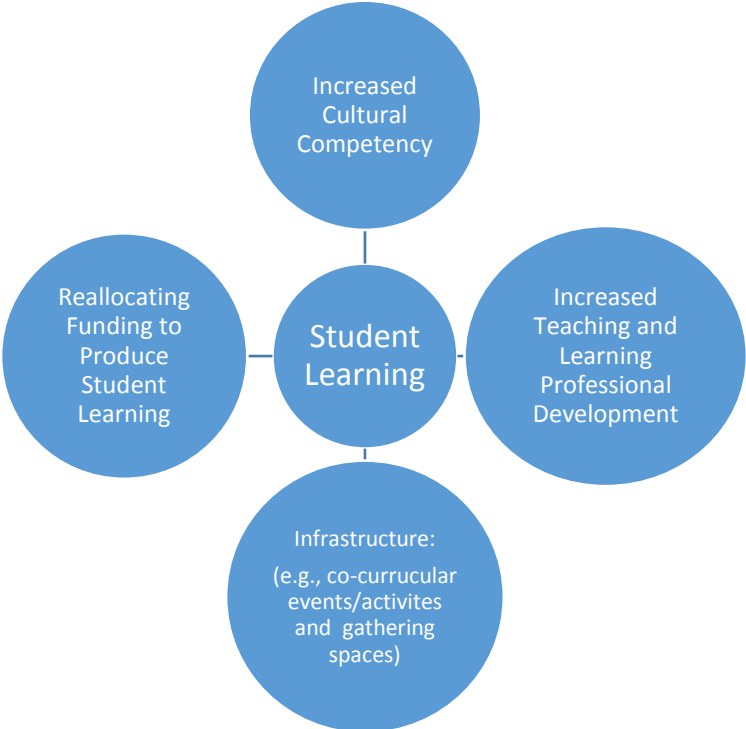 Increased
Cultural
Competency
Reallocating
Funding to
Produce
Student
Learning
Student
Learning
Increased
Teaching and
Learning
Professional
Development
Infrastructure:
(e.g., co-currucular
events/activites
and gathering
spaces)